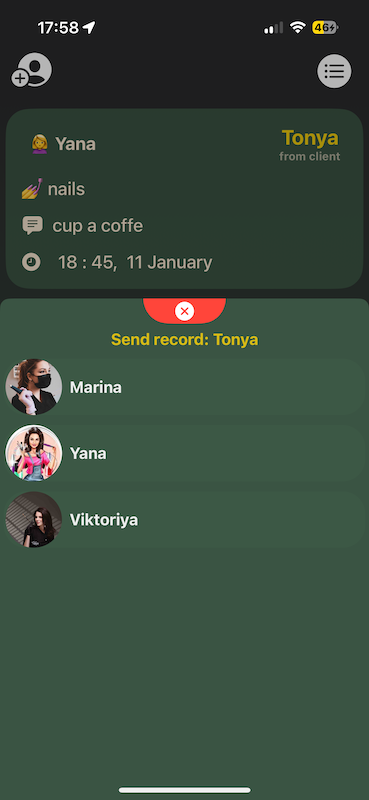 17:58
46
Yana
Tonya
from client
nails
cup a coffe
18 : 45, 11 January
Send record: Tonya
Marina
Yana
Viktoriya